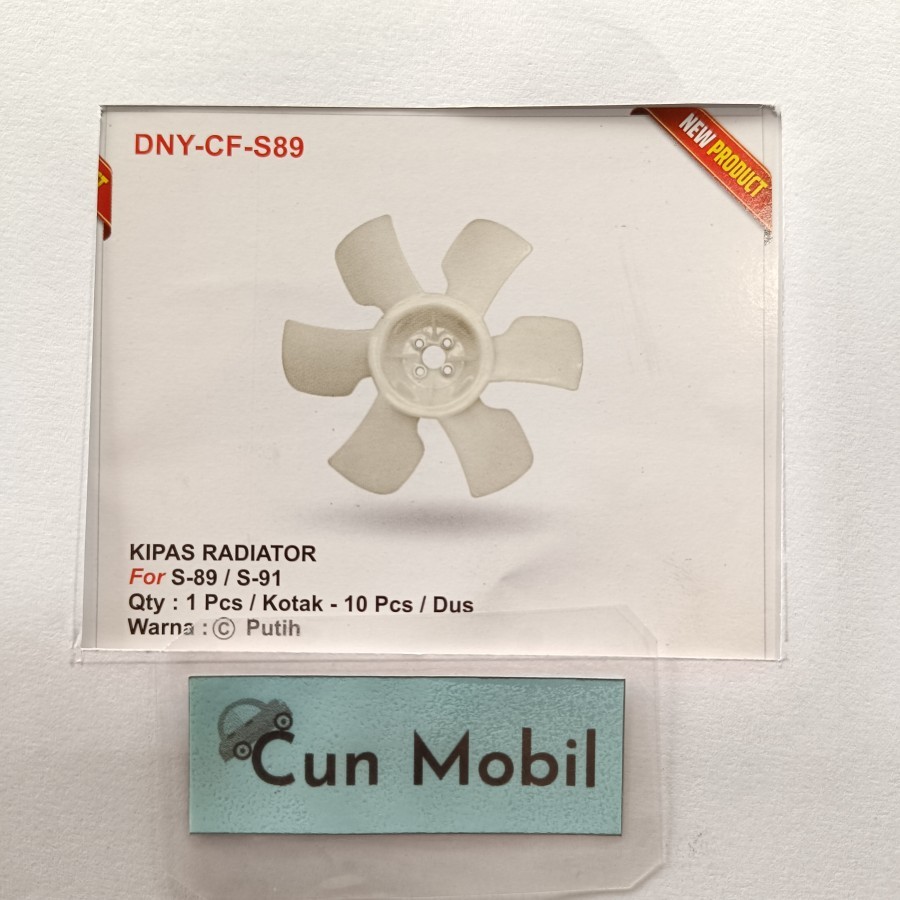 DNY-CF-S89
NEW PRODUCT
KIPAS RADIATOR
For S-89 / S-91
Qty : 1 Pcs / Kotak - 10 Pcs / Dus
Warna : © Putih
Cun Mobil